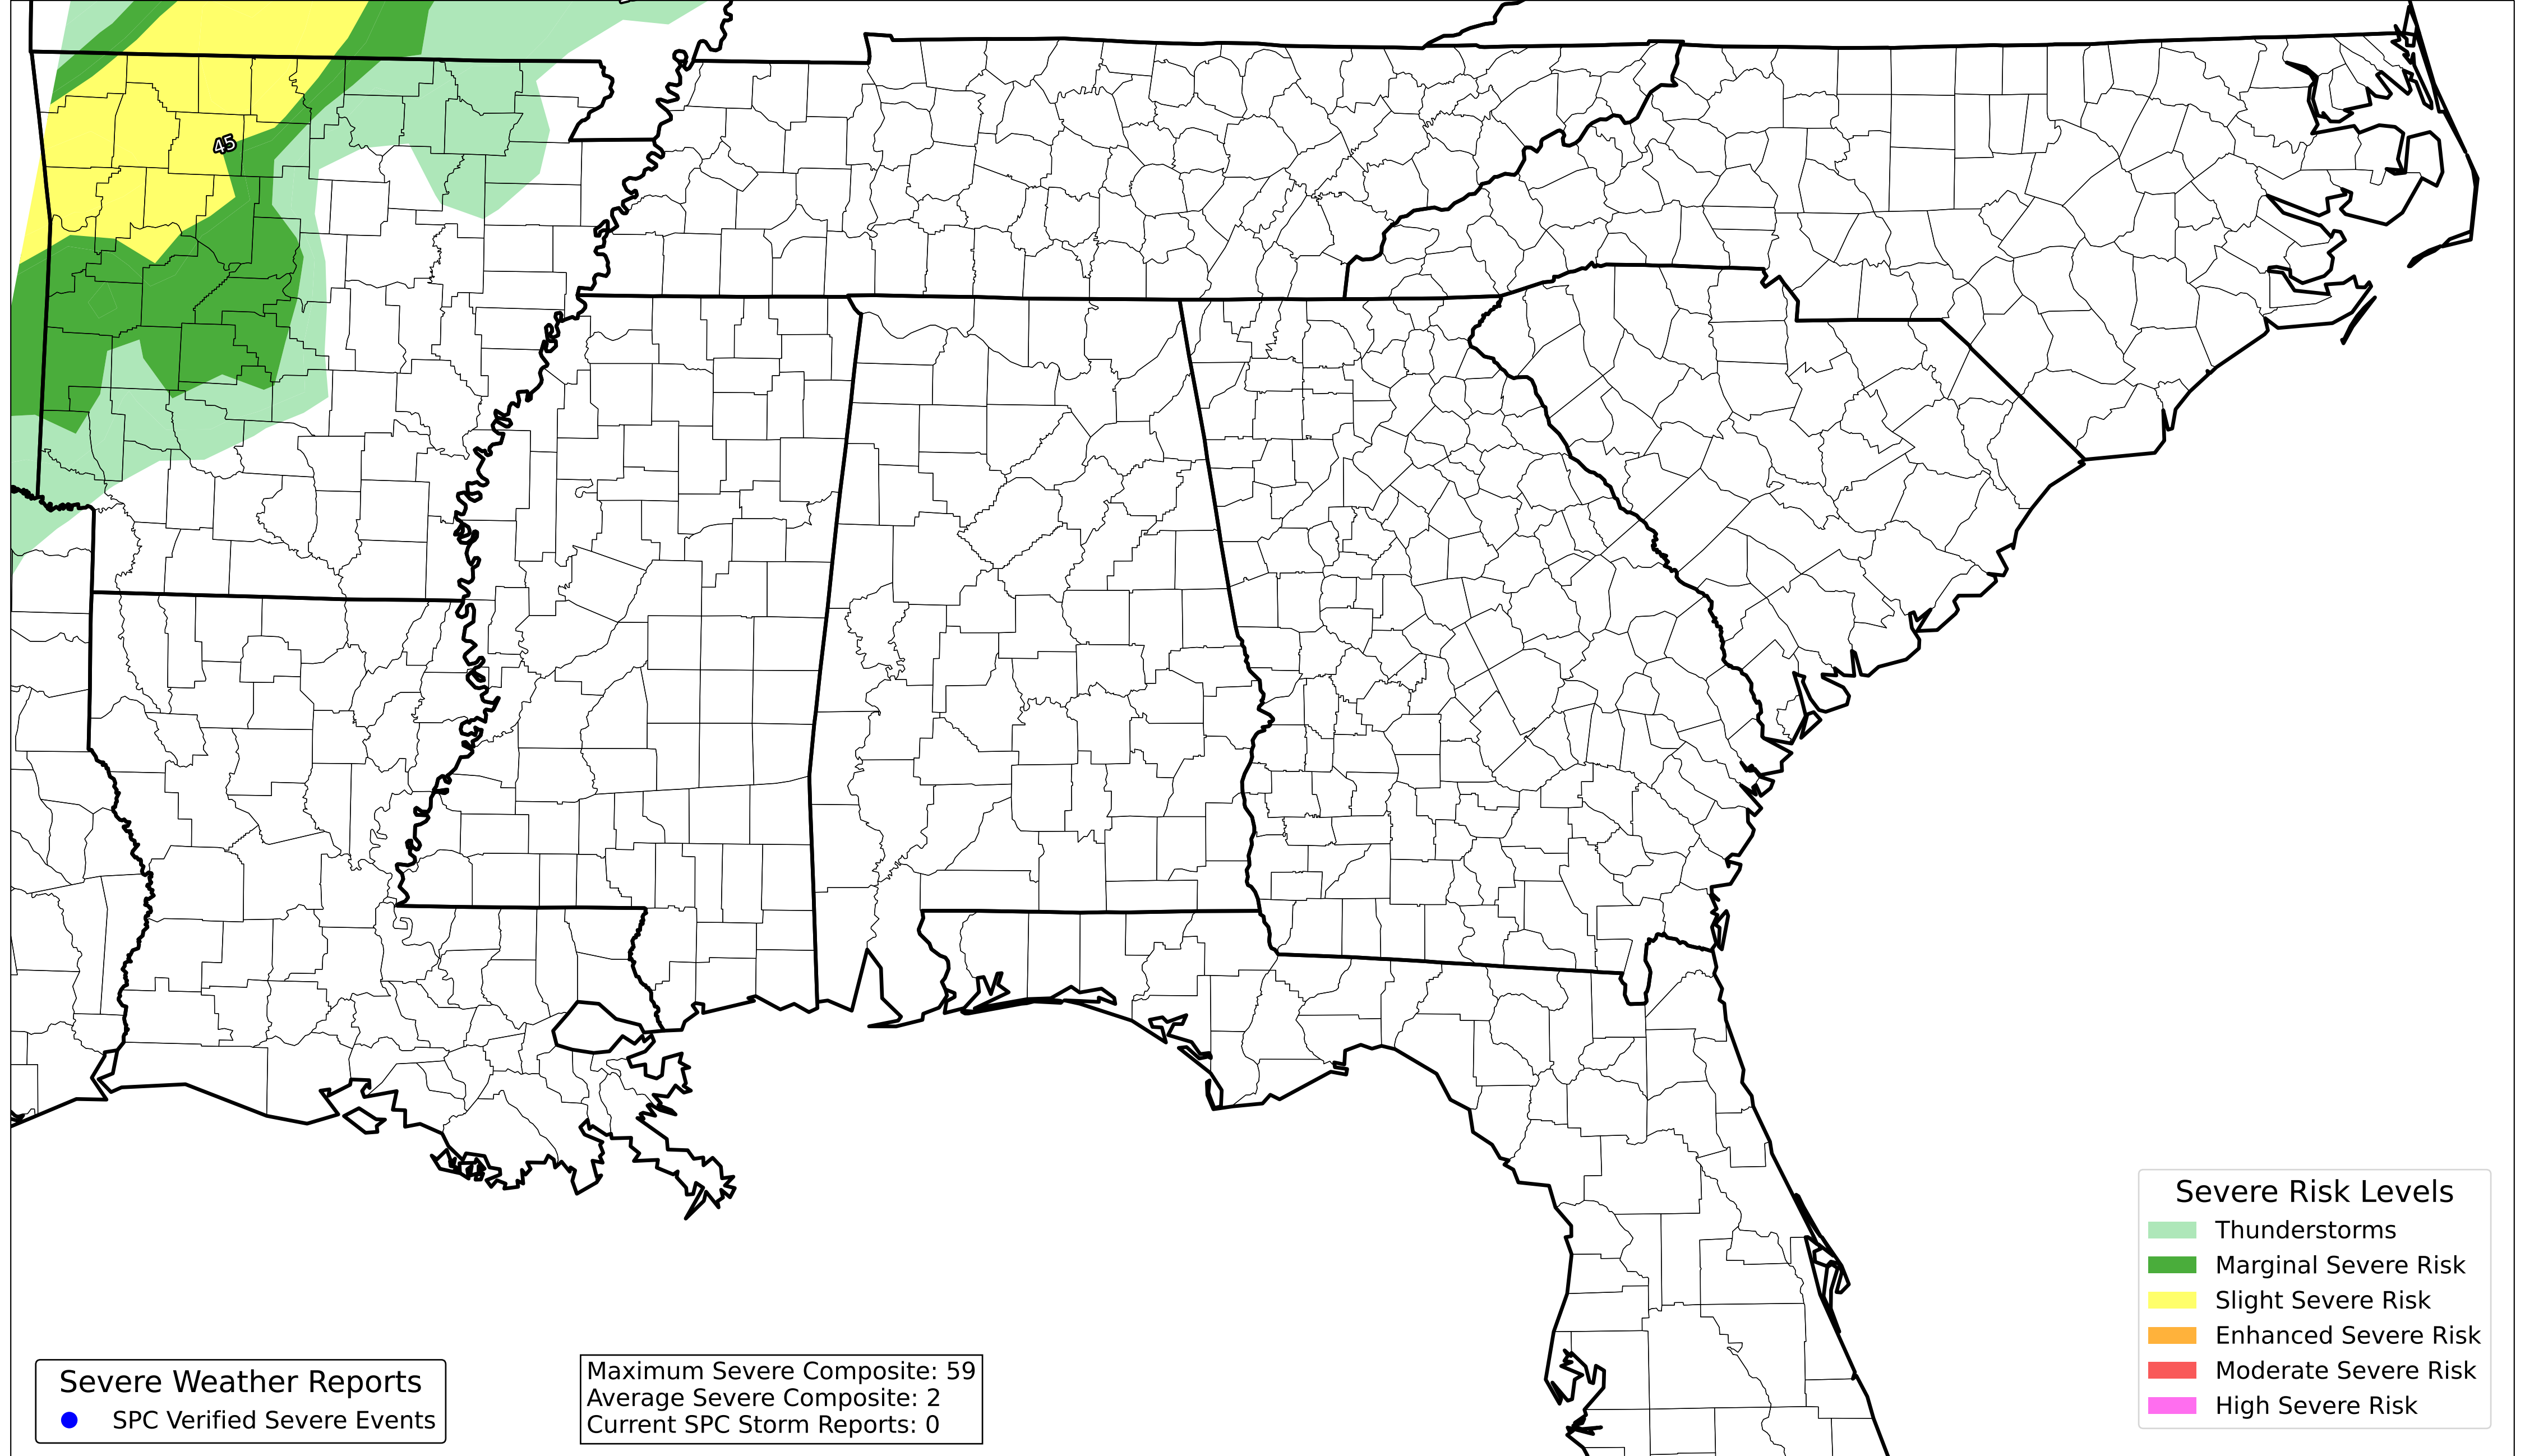 45
Severe Risk Levels
Thunderstorms
Marginal Severe Risk
Slight Severe Risk
Enhanced Severe Risk
Moderate Severe Risk
High Severe Risk
Severe Weather Reports
SPC Verified Severe Events
Maximum Severe Composite: 59
Average Severe Composite: 2
Current SPC Storm Reports: 0